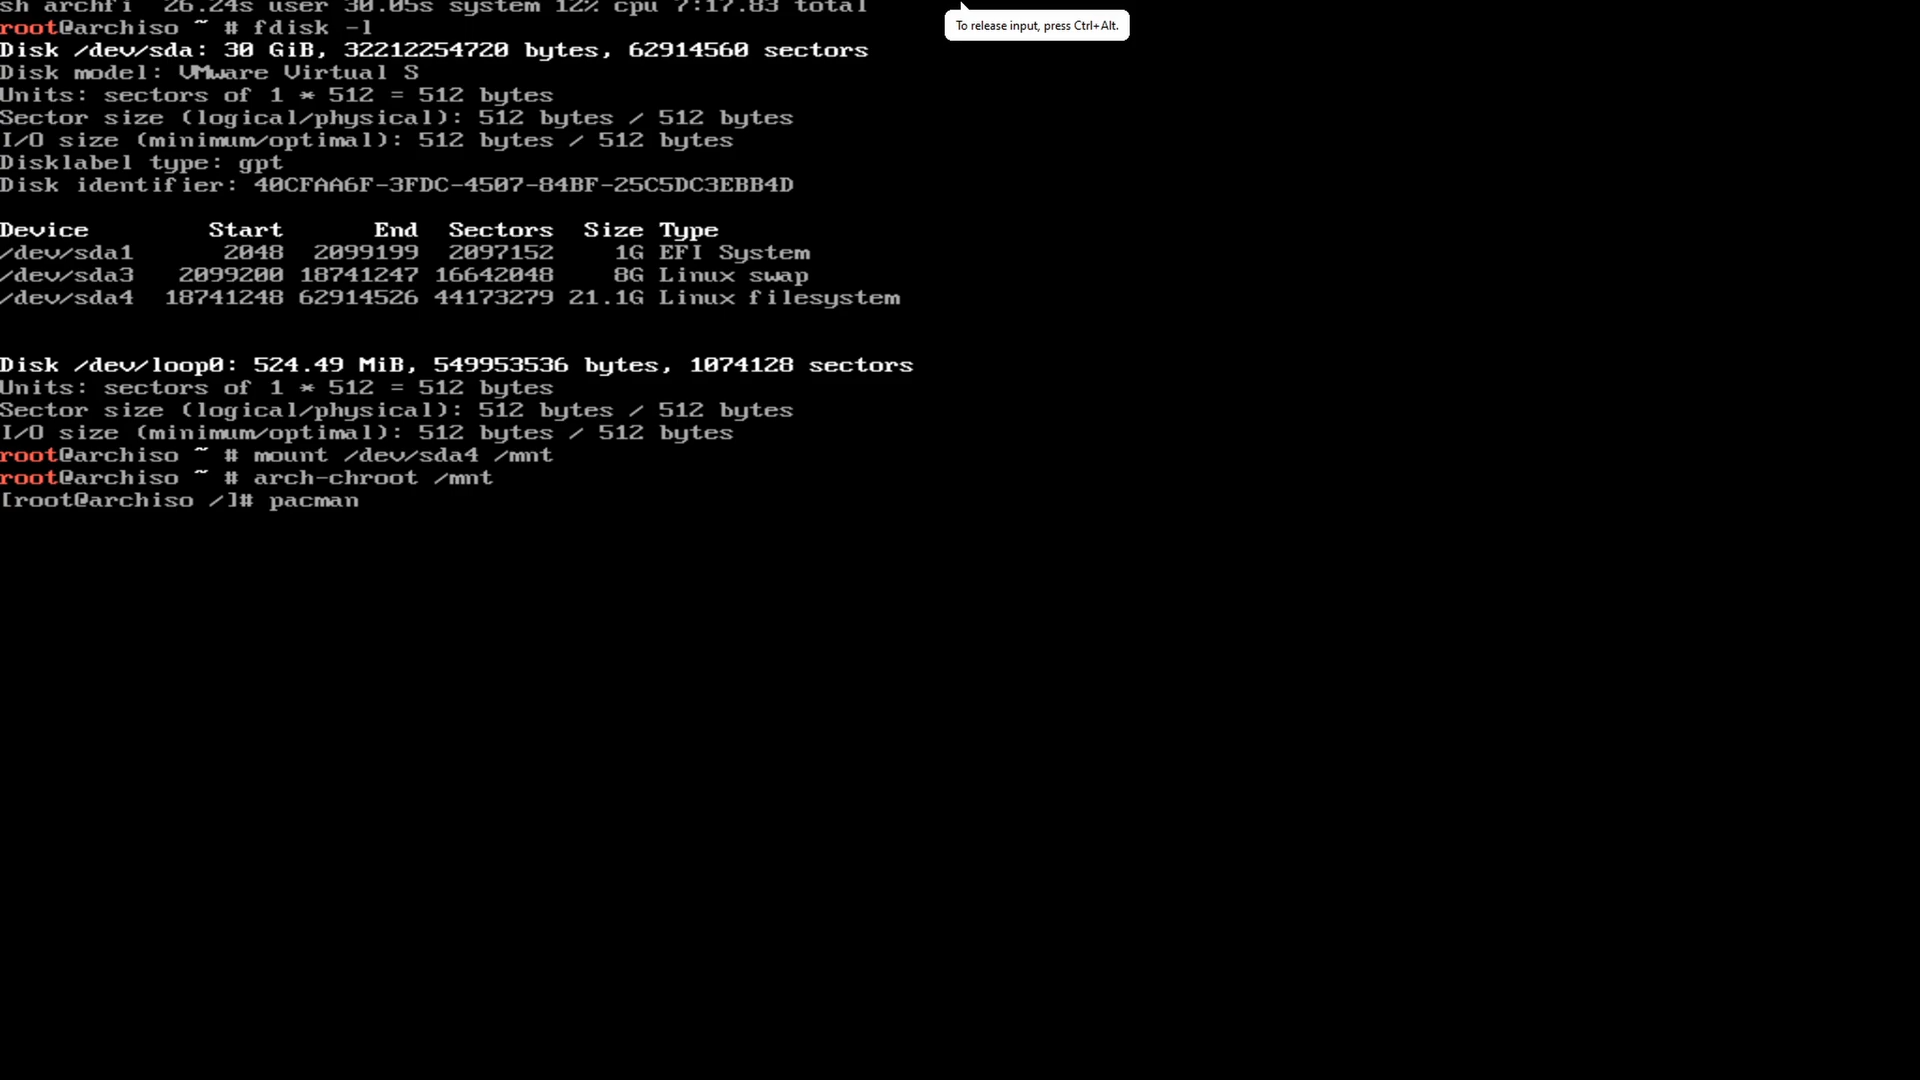 sh archfi  26.24s user 30.05s system 12% cpu 7:17.83 total
To release input, press Ctrl+Alt.
root@archiso ~ # fdisk -l
Disk /dev/sda: 30 GiB, 32212254720 bytes, 62914560 sectors
Disk model: VMware Virtual S
Units: sectors of 1 * 512 = 512 bytes
Sector size (logical/physical): 512 bytes / 512 bytes
I/O size (minimum/optimal): 512 bytes / 512 bytes
Disklabel type: gpt
Disk identifier: 40CFAA6F-3FDC-4507-84BF-25C5DC3EBB4D
Device        Start      End  Sectors  Size Type
/dev/sda1      2048  2099199  2097152    1G EFI System
/dev/sda3   2099200 18741247 16642048    8G Linux swap
/dev/sda4  18741248 62914526 44173279 21.1G Linux filesystem
Disk /dev/loop0: 524.49 MiB, 549953536 bytes, 1074128 sectors
Units: sectors of 1 * 512 = 512 bytes
Sector size (logical/physical): 512 bytes / 512 bytes
I/O size (minimum/optimal): 512 bytes / 512 bytes
root@archiso ~ # mount /dev/sda4 /mnt
root@archiso ~ # arch-chroot /mnt
[root@archiso /]# pacman